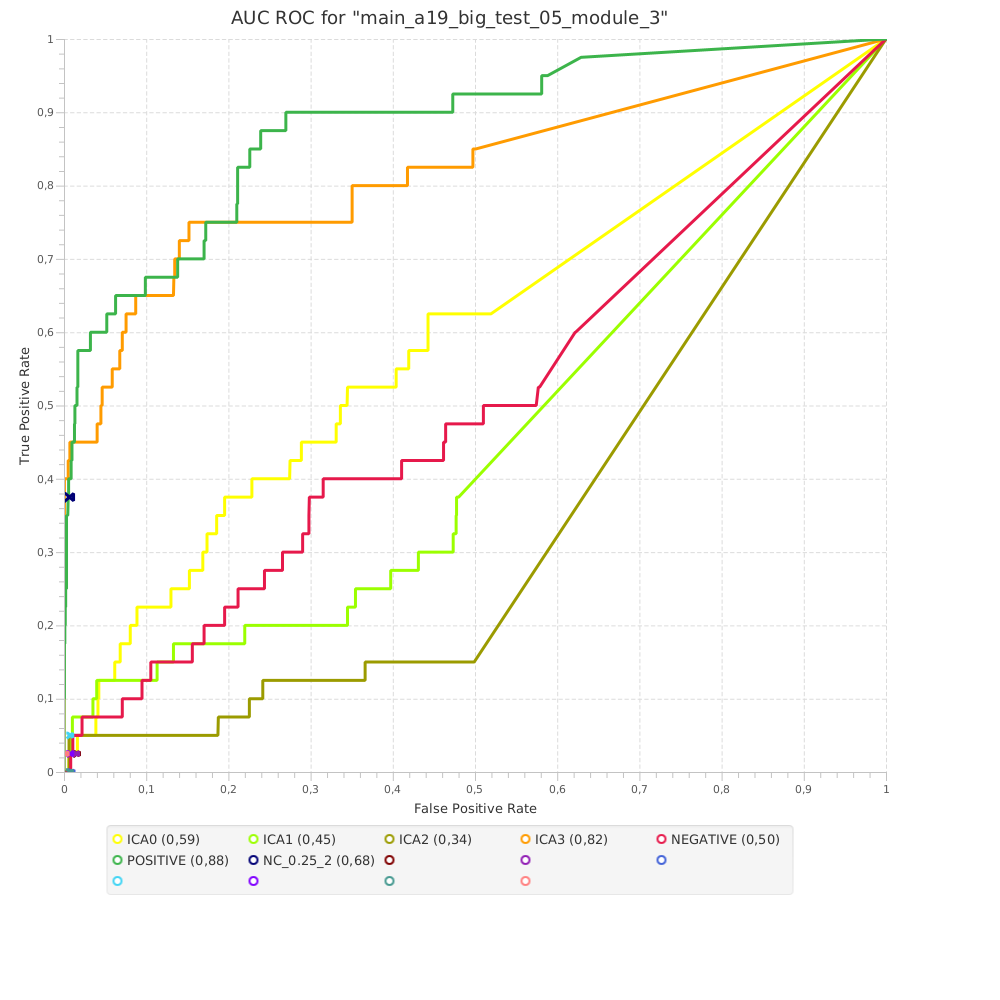 AUC ROC for "main_a19_big_test_05_module_3"
1
0,9
0,8
0,7
0,6
0,5
0,4
0,3
0,2
0,1
0
True Positive Rate
0 0,1 0,2 0,3 0,4 0,5 0,6 0,7 0,8 0,9 1
False Positive Rate
ICA0 (0,59) ICA1 (0,45) ICA2 (0,34) ICA3 (0,82) NEGATIVE (0,50)
POSITIVE (0,88) NC_0.25_2 (0,68)